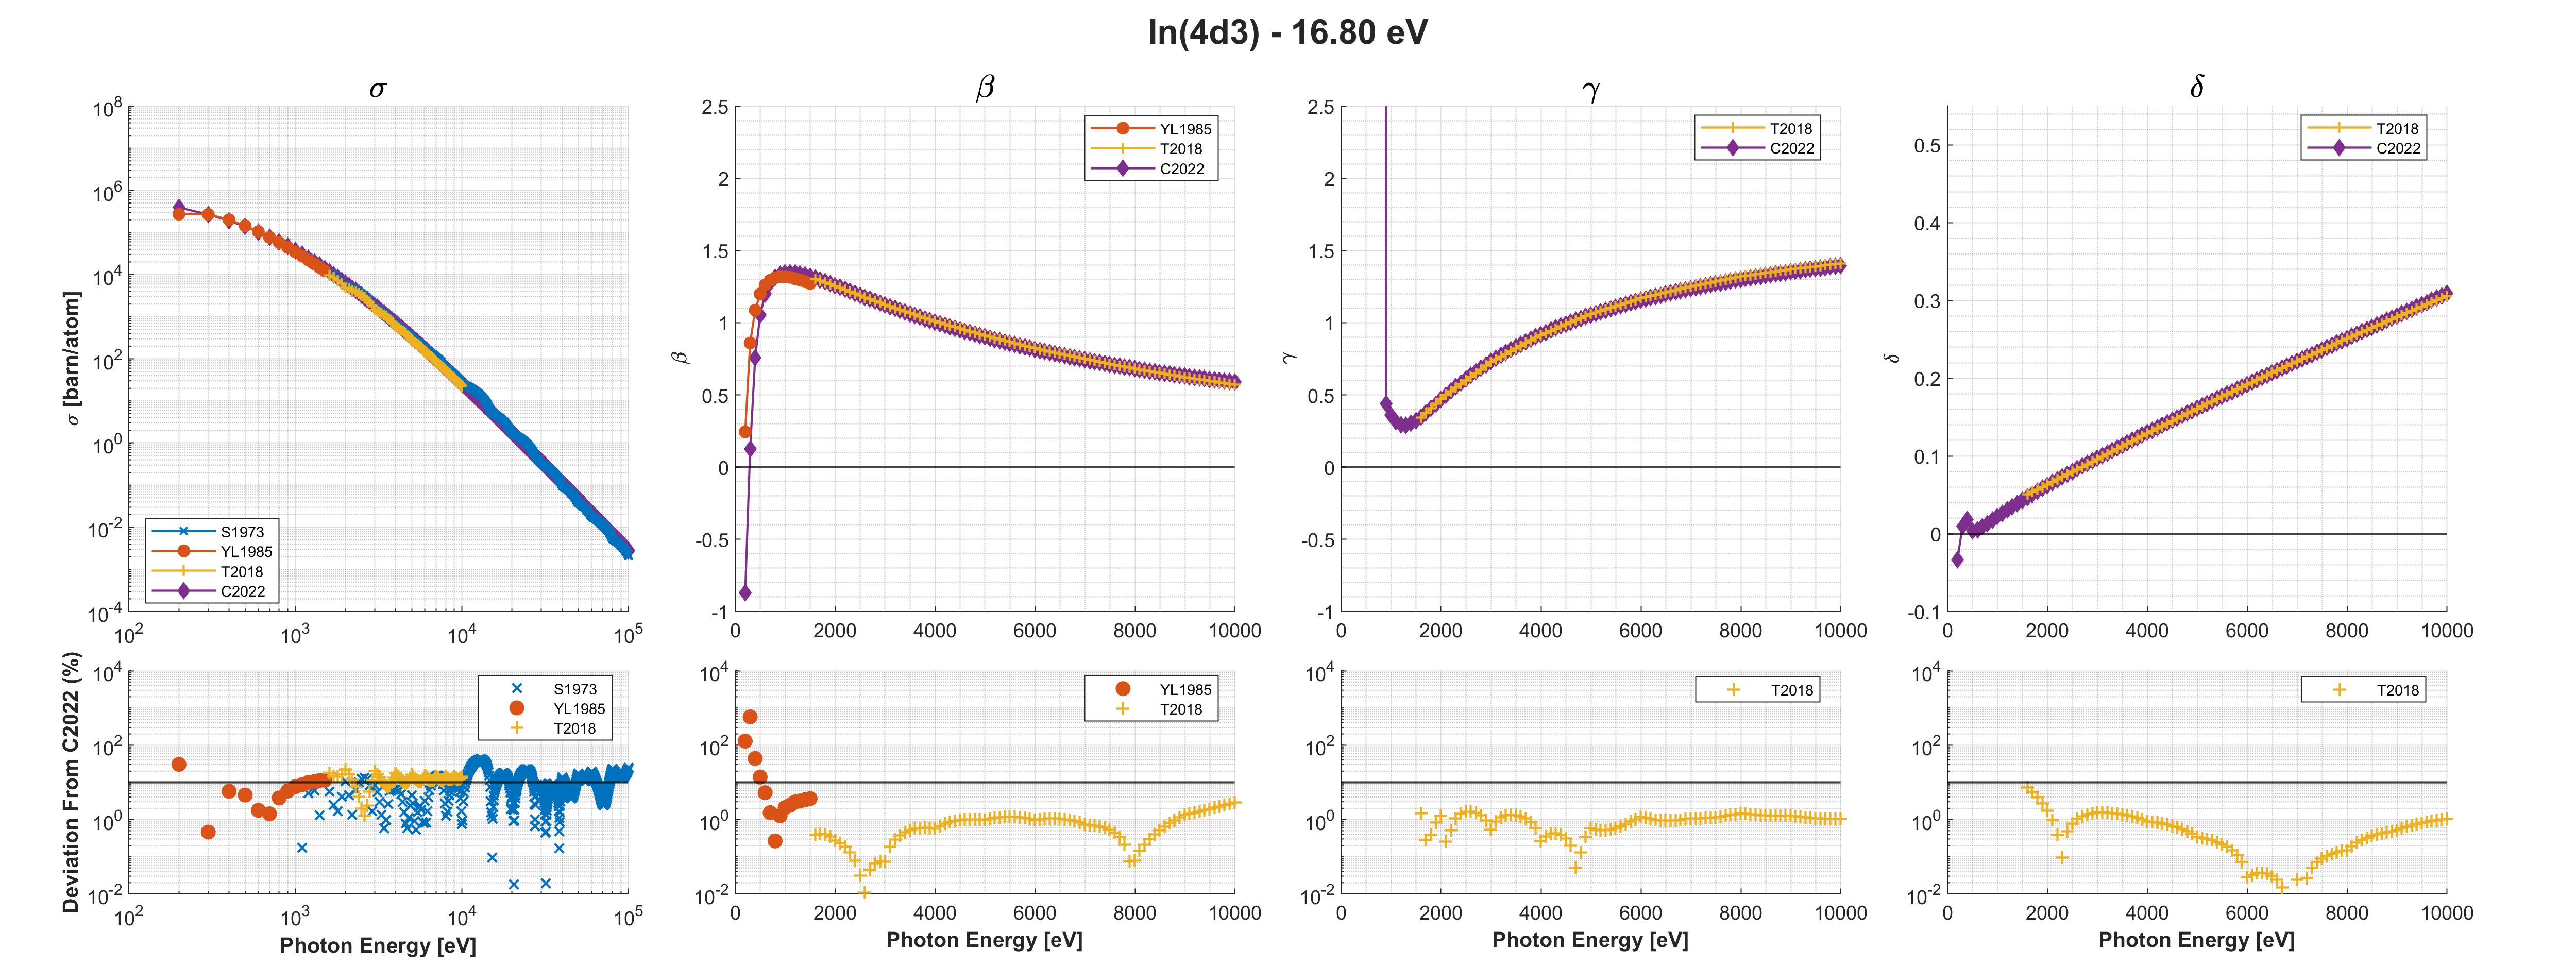 In(4d3) - 16.80 eV
σ
β
γ
δ
10^8
10^6
10^4
10^2
10^0
10^-2
10^-4
σ [barn/atom]
S1973
YL1985
T2018
C2022
10^2 10^3 10^4 10^5
2.5
2
1.5
1
0.5
0
-0.5
-1
β
YL1985
T2018
C2022
0 2000 4000 6000 8000 10000
2.5
2
1.5
1
0.5
0
-0.5
-1
γ
T2018
C2022
0 2000 4000 6000 8000 10000
0.5
0.4
0.3
0.2
0.1
0
-0.1
δ
T2018
C2022
0 2000 4000 6000 8000 10000
Deviation From C2022 (%)
10^4
10^2
10^0
10^-2
S1973
YL1985
T2018
10^2 10^3 10^4 10^5
Photon Energy [eV]
10^4
10^2
10^0
10^-2
YL1985
T2018
0 2000 4000 6000 8000 10000
Photon Energy [eV]
10^4
10^2
10^0
10^-2
T2018
0 2000 4000 6000 8000 10000
Photon Energy [eV]
10^4
10^2
10^0
10^-2
T2018
0 2000 4000 6000 8000 10000
Photon Energy [eV]